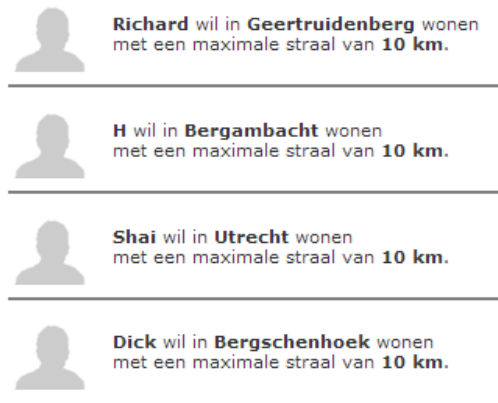 Richard wil in Geertruidenberg wonen
met een maximale straal van 10 km.
H wil in Bergambacht wonen
met een maximale straal van 10 km.
Shai wil in Utrecht wonen
met een maximale straal van 10 km.
Dick wil in Bergschenhoek wonen
met een maximale straal van 10 km.